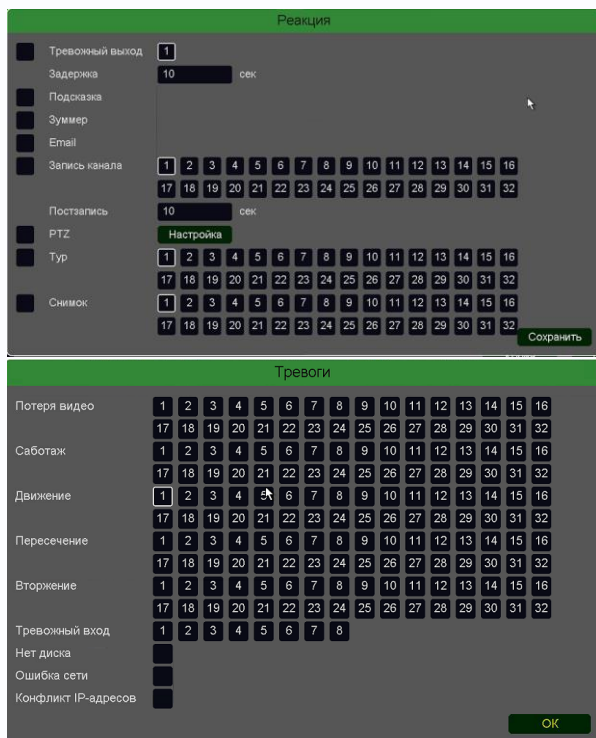 Реакция
Тревожный выход 1
Задержка 10 сек
Подсказка
Зуммер
Email
Запись канала 1 2 3 4 5 6 7 8 9 10 11 12 13 14 15 16
17 18 19 20 21 22 23 24 25 26 27 28 29 30 31 32
Постзапись 10 сек
PTZ Настройка
Тур 1 2 3 4 5 6 7 8 9 10 11 12 13 14 15 16
17 18 19 20 21 22 23 24 25 26 27 28 29 30 31 32
Снимок 1 2 3 4 5 6 7 8 9 10 11 12 13 14 15 16
17 18 19 20 21 22 23 24 25 26 27 28 29 30 31 32
Сохранить
Тревоги
Потеря видео 1 2 3 4 5 6 7 8 9 10 11 12 13 14 15 16
17 18 19 20 21 22 23 24 25 26 27 28 29 30 31 32
Саботаж 1 2 3 4 5 6 7 8 9 10 11 12 13 14 15 16
17 18 19 20 21 22 23 24 25 26 27 28 29 30 31 32
Движение 1 2 3 4 5 6 7 8 9 10 11 12 13 14 15 16
17 18 19 20 21 22 23 24 25 26 27 28 29 30 31 32
Пересечение 1 2 3 4 5 6 7 8 9 10 11 12 13 14 15 16
17 18 19 20 21 22 23 24 25 26 27 28 29 30 31 32
Вторжение 1 2 3 4 5 6 7 8 9 10 11 12 13 14 15 16
17 18 19 20 21 22 23 24 25 26 27 28 29 30 31 32
Тревожный вход 1 2 3 4 5 6 7 8
Нет диска
Ошибка сети
Конфликт IP-адресов
OK